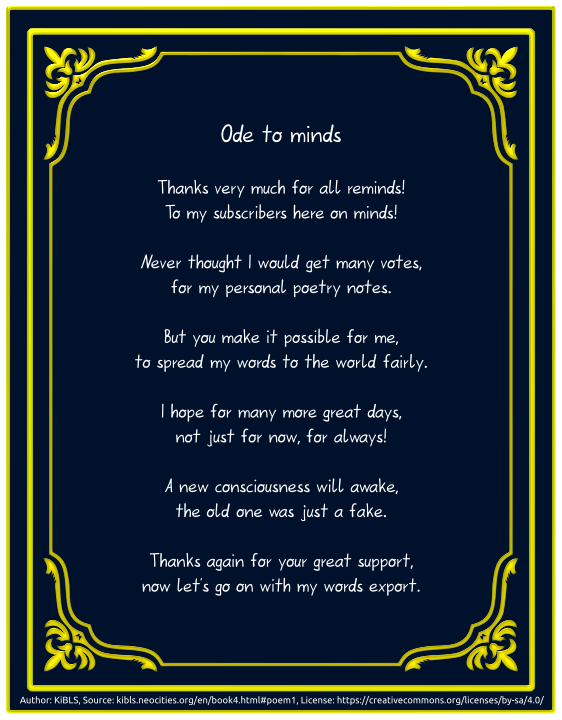 Ode to minds
Thanks very much for all reminds!
To my subscribers here on minds!
Never thought I would get many votes,
for my personal poetry notes.
But you make it possible for me,
to spread my words to the world fairly.
I hope for many more great days,
not just for now, for always!
A new consciousness will awake,
the old one was just a fake.
Thanks again for your great support,
now let's go on with my words export.
Author: KiBLS, Source: kibls.neocities.org/en/book4.html#poem1, License: https://creativecommons.org/licenses/by-sa/4.0/